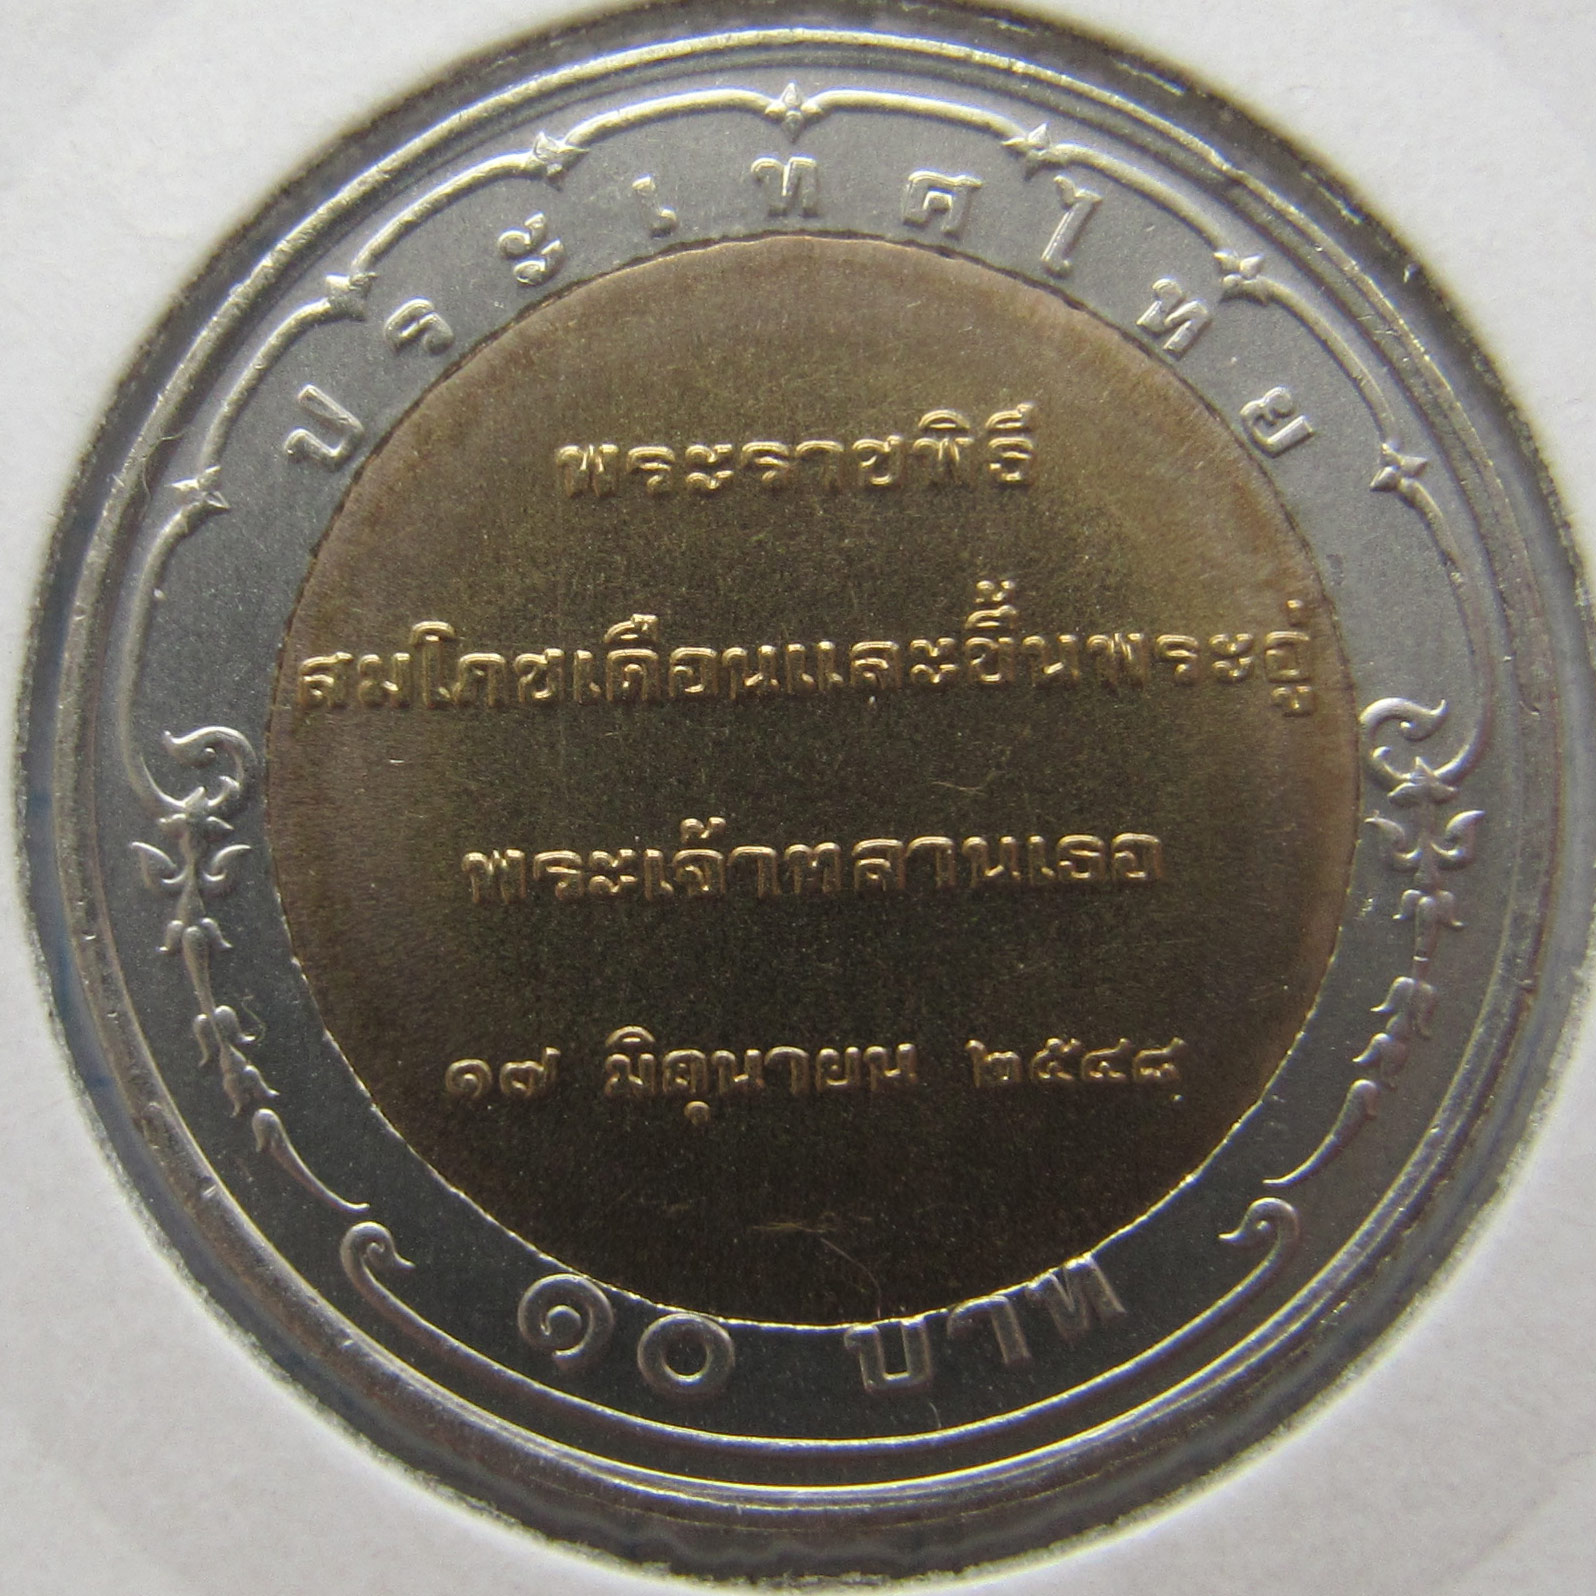 ประเทศไทย
พระราชพิธี
สมโภชเดือนและขึ้นพระอู่
พระเจ้าหลานเธอ
๑๗ มิถุนายน ๒๕๔๘
๑๐ บาท